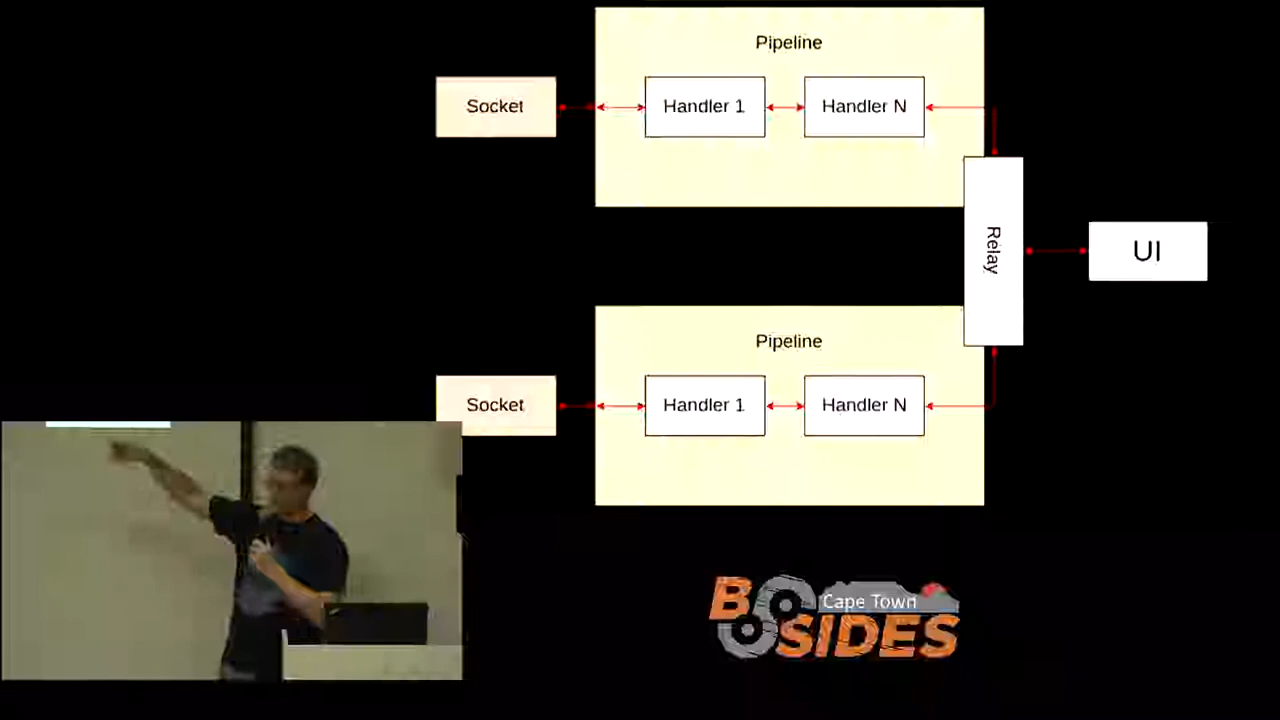 Pipeline
Socket
Handler 1
Handler N
Relay
UI
Pipeline
Socket
Handler 1
Handler N
B SIDES
Cape Town